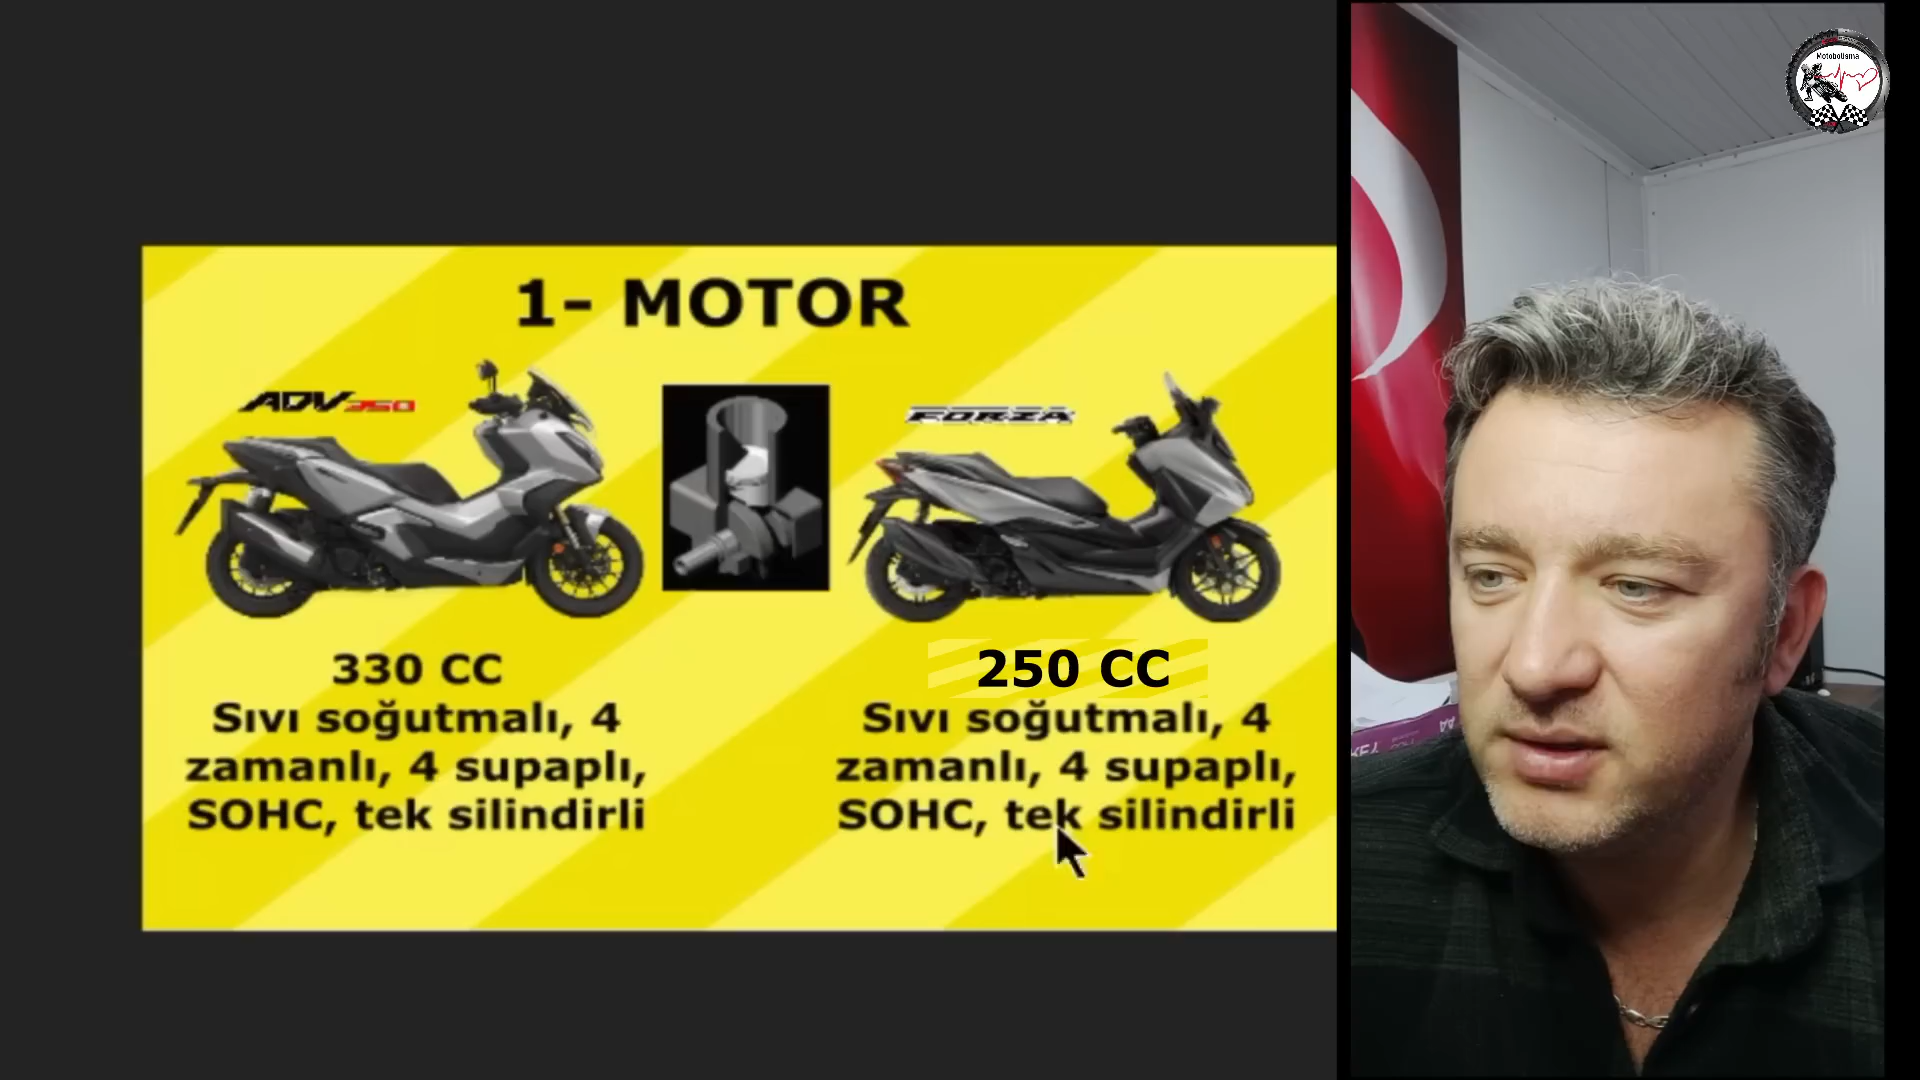 Motobolisma
1- MOTOR
ADV350
FORZA
330 CC
Sıvı soğutmalı, 4
zamanlı, 4 supaplı,
SOHC, tek silindirli
250 CC
Sıvı soğutmalı, 4
zamanlı, 4 supaplı,
SOHC, tek silindirli